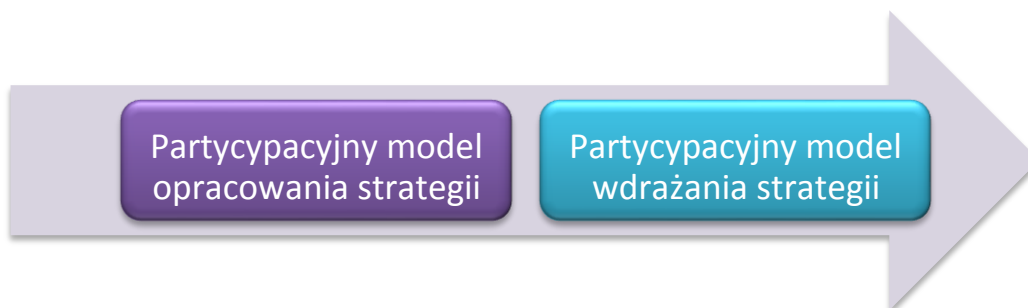 Partycypacyjny model
opracowania strategii
Partycypacyjny model
wdrażania strategii